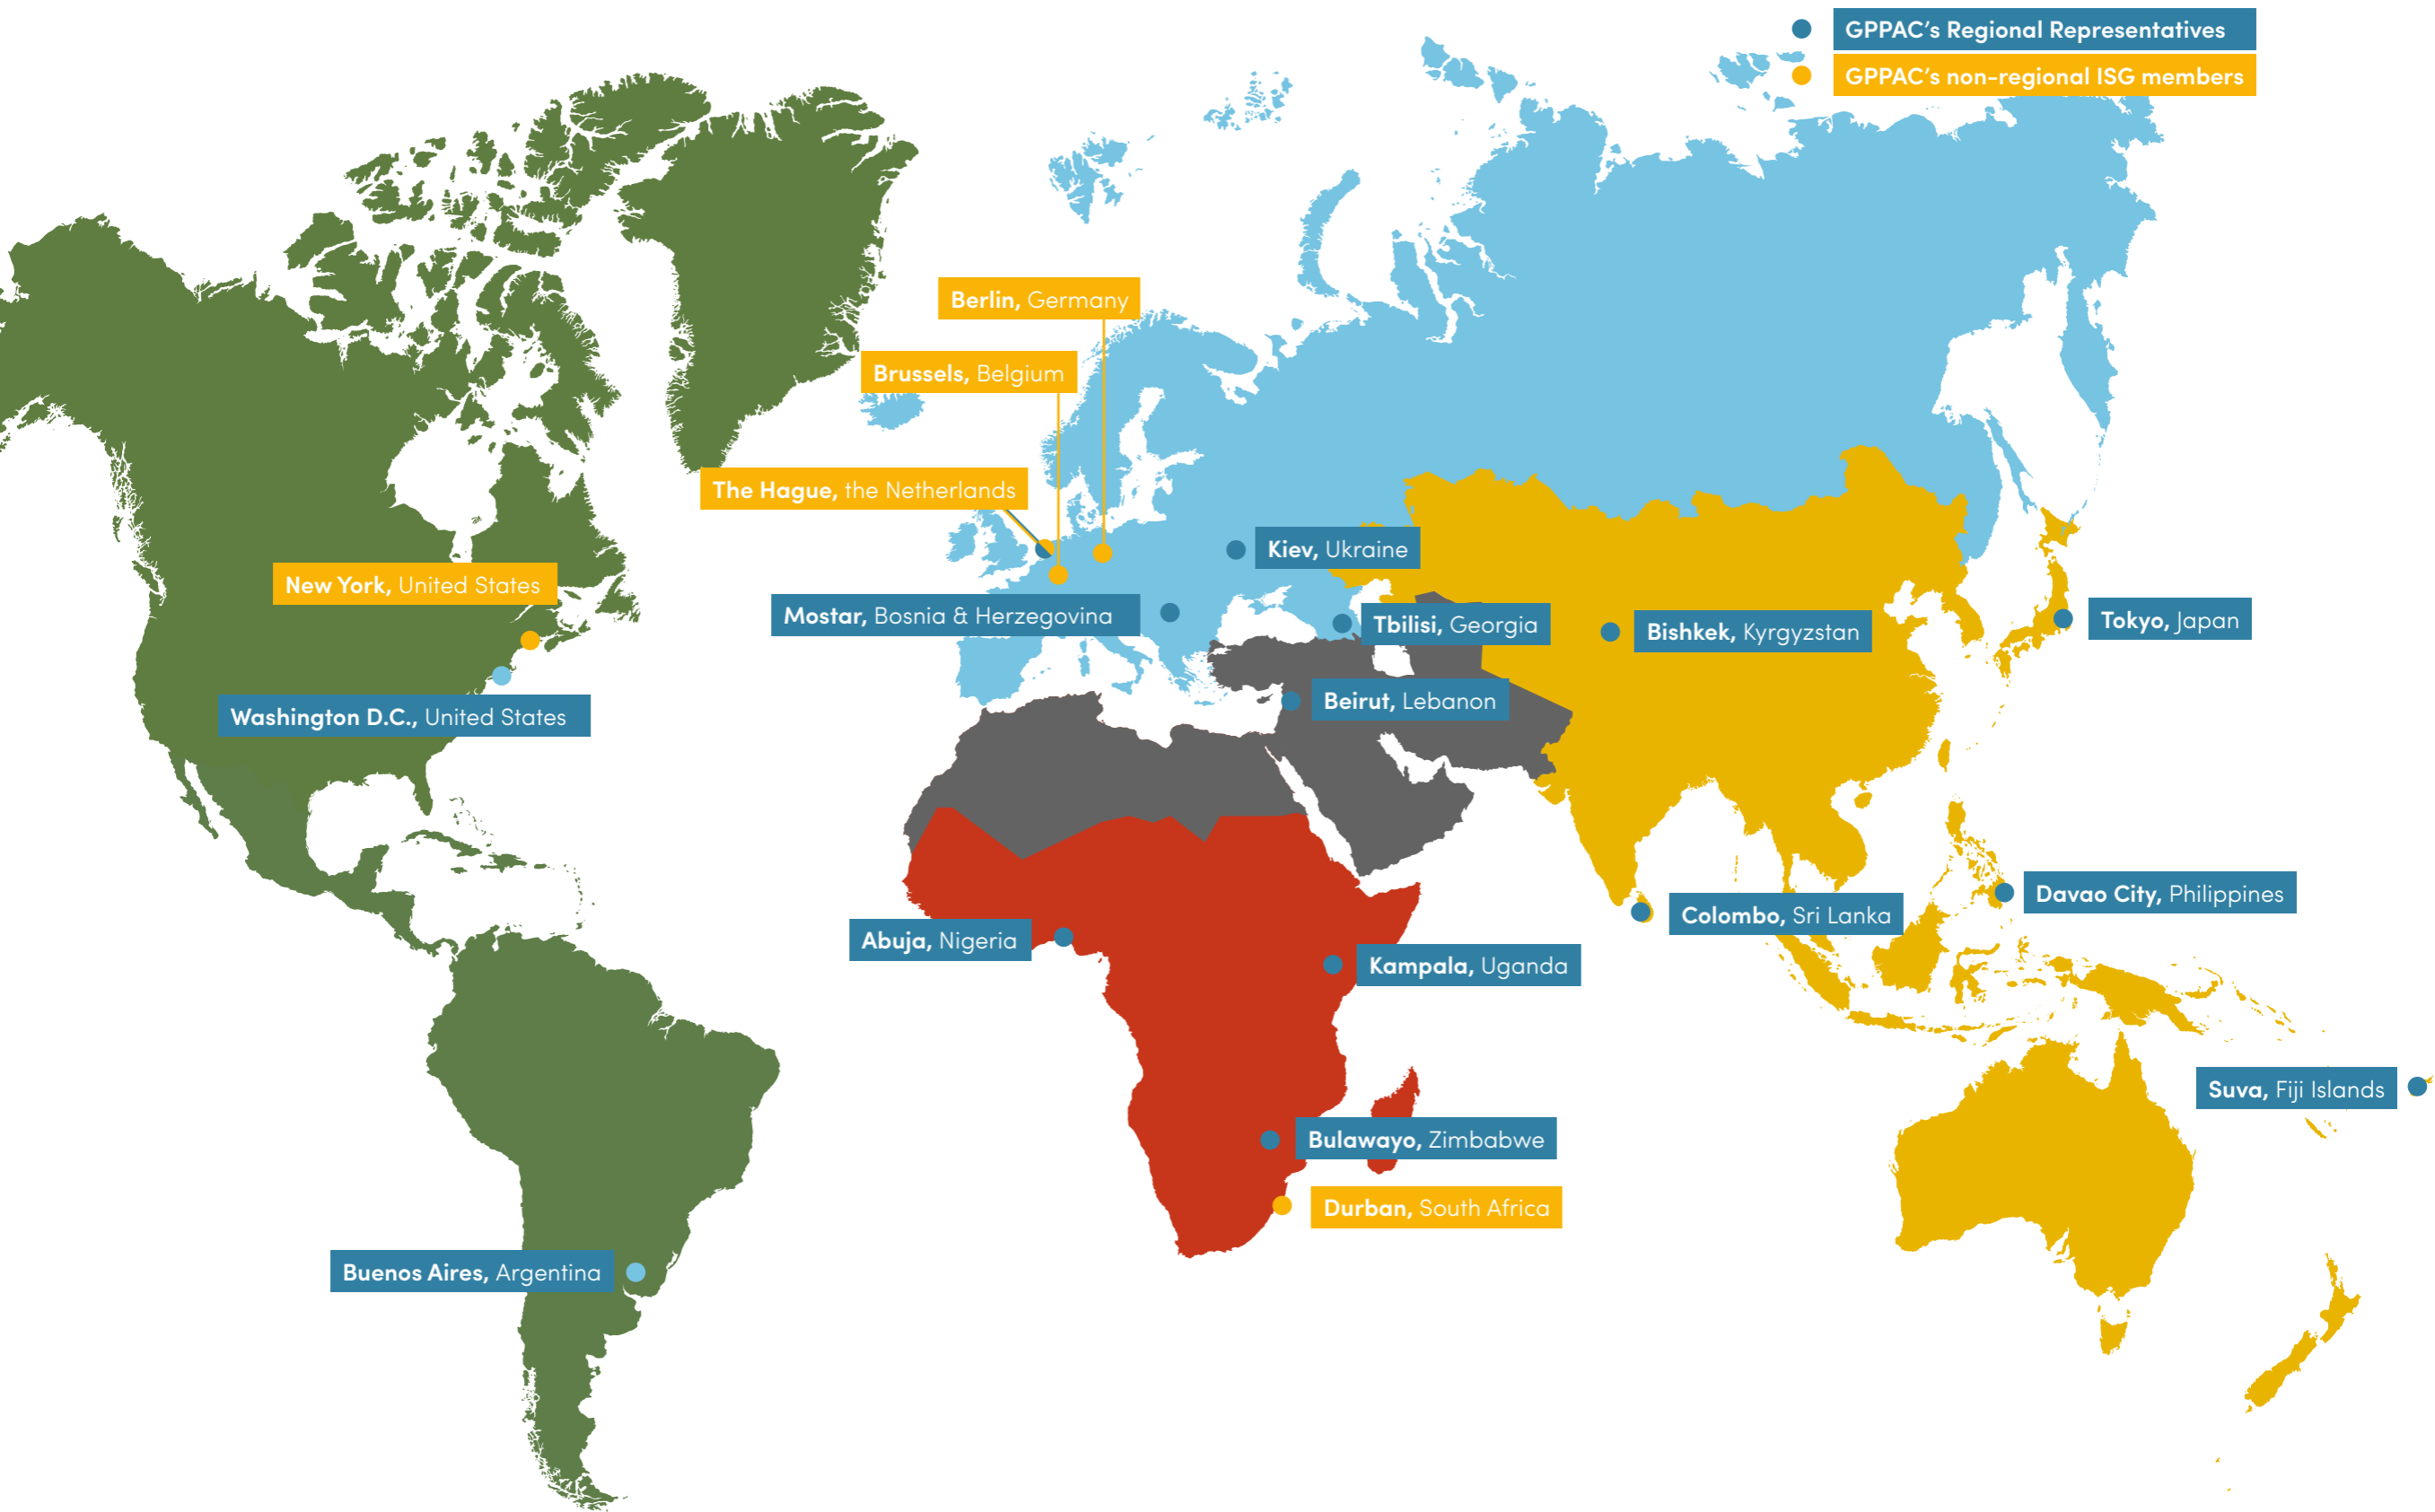 GPPAC's Regional Representatives
GPPAC's non-regional ISG members
Berlin, Germany
Brussels, Belgium
The Hague, the Netherlands
Kiev, Ukraine
New York, United States
Mostar, Bosnia & Herzegovina
Tbilisi, Georgia
Bishkek, Kyrgyzstan
Tokyo, Japan
Beirut, Lebanon
Washington D.C., United States
Davao City, Philippines
Colombo, Sri Lanka
Abuja, Nigeria
Kampala, Uganda
Suva, Fiji Islands
Bulawayo, Zimbabwe
Durban, South Africa
Buenos Aires, Argentina